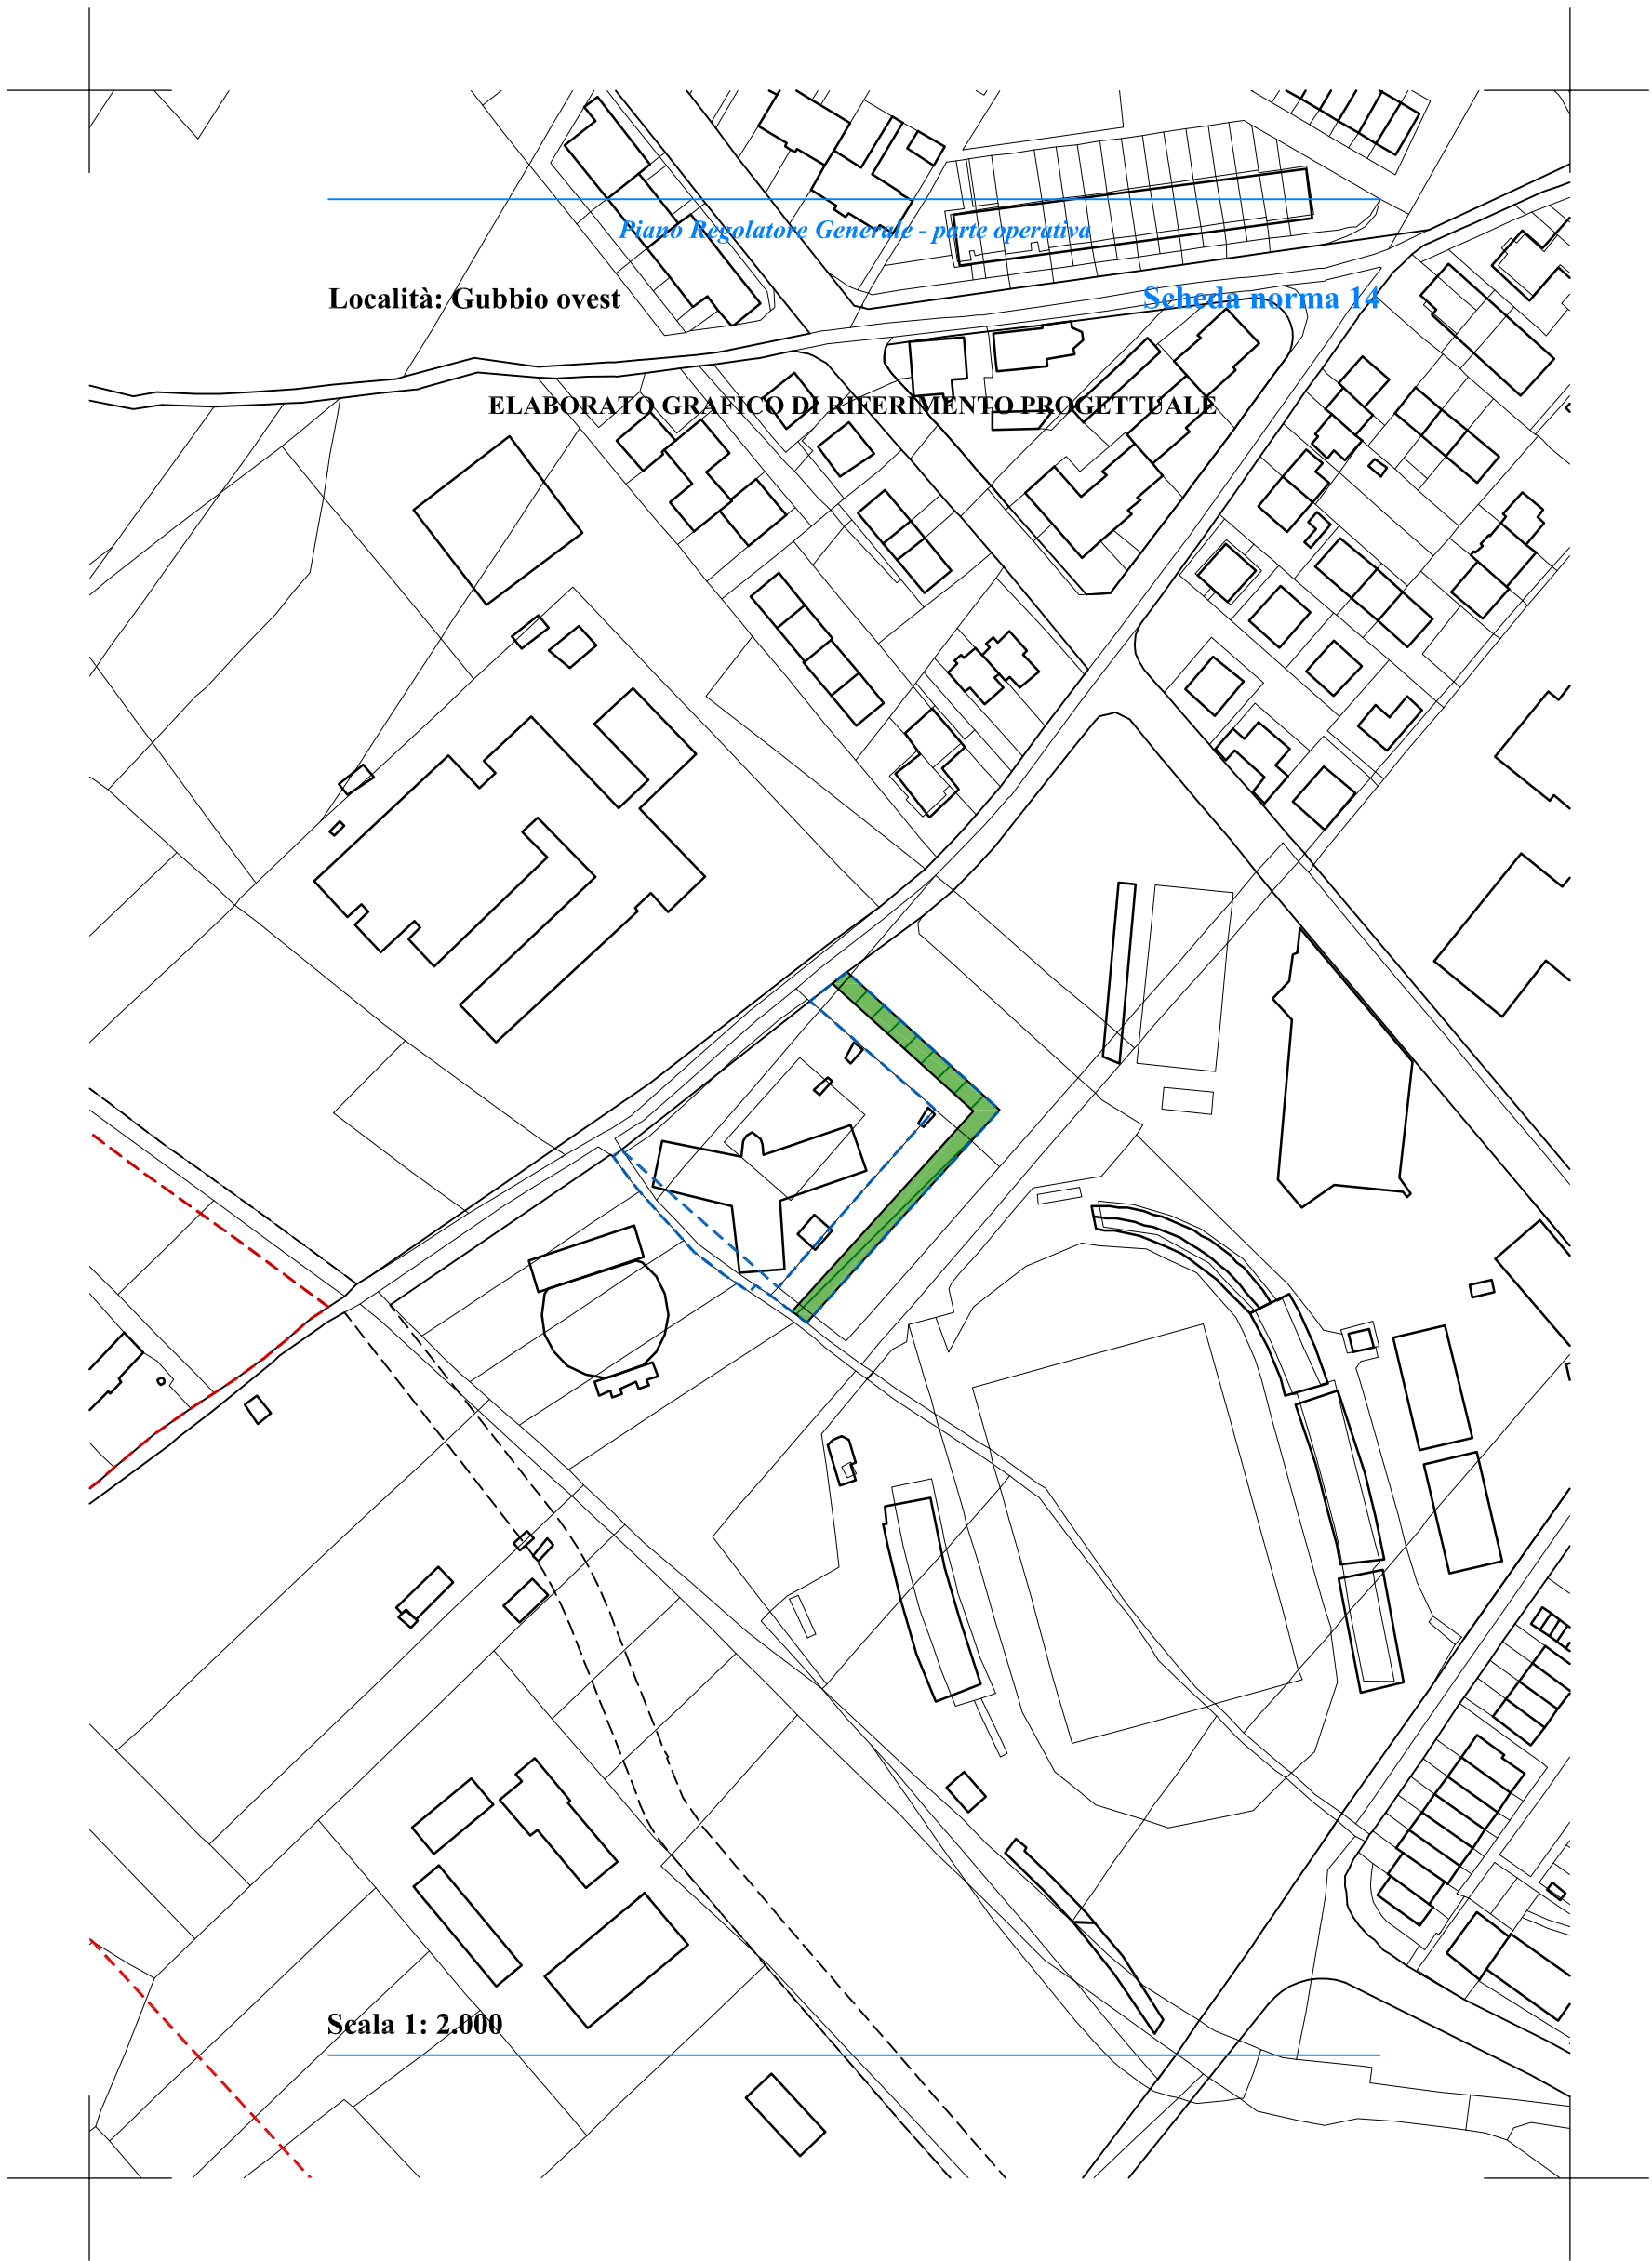 Piano Regolatore Generale - parte operativa
Località: Gubbio ovest
Scheda norma 14
ELABORATO GRAFICO DI RIFERIMENTO PROGETTUALE
Scala 1: 2.000